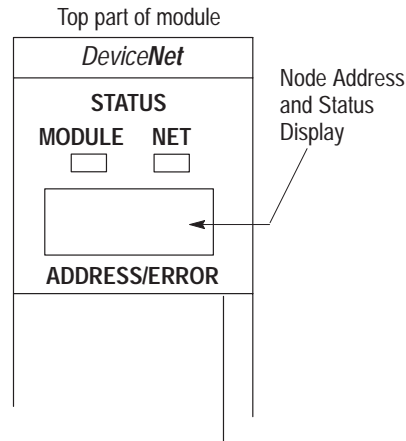 Top part of module
DeviceNet
STATUS
MODULE NET
ADDRESS/ERROR
Node Address
and Status
Display